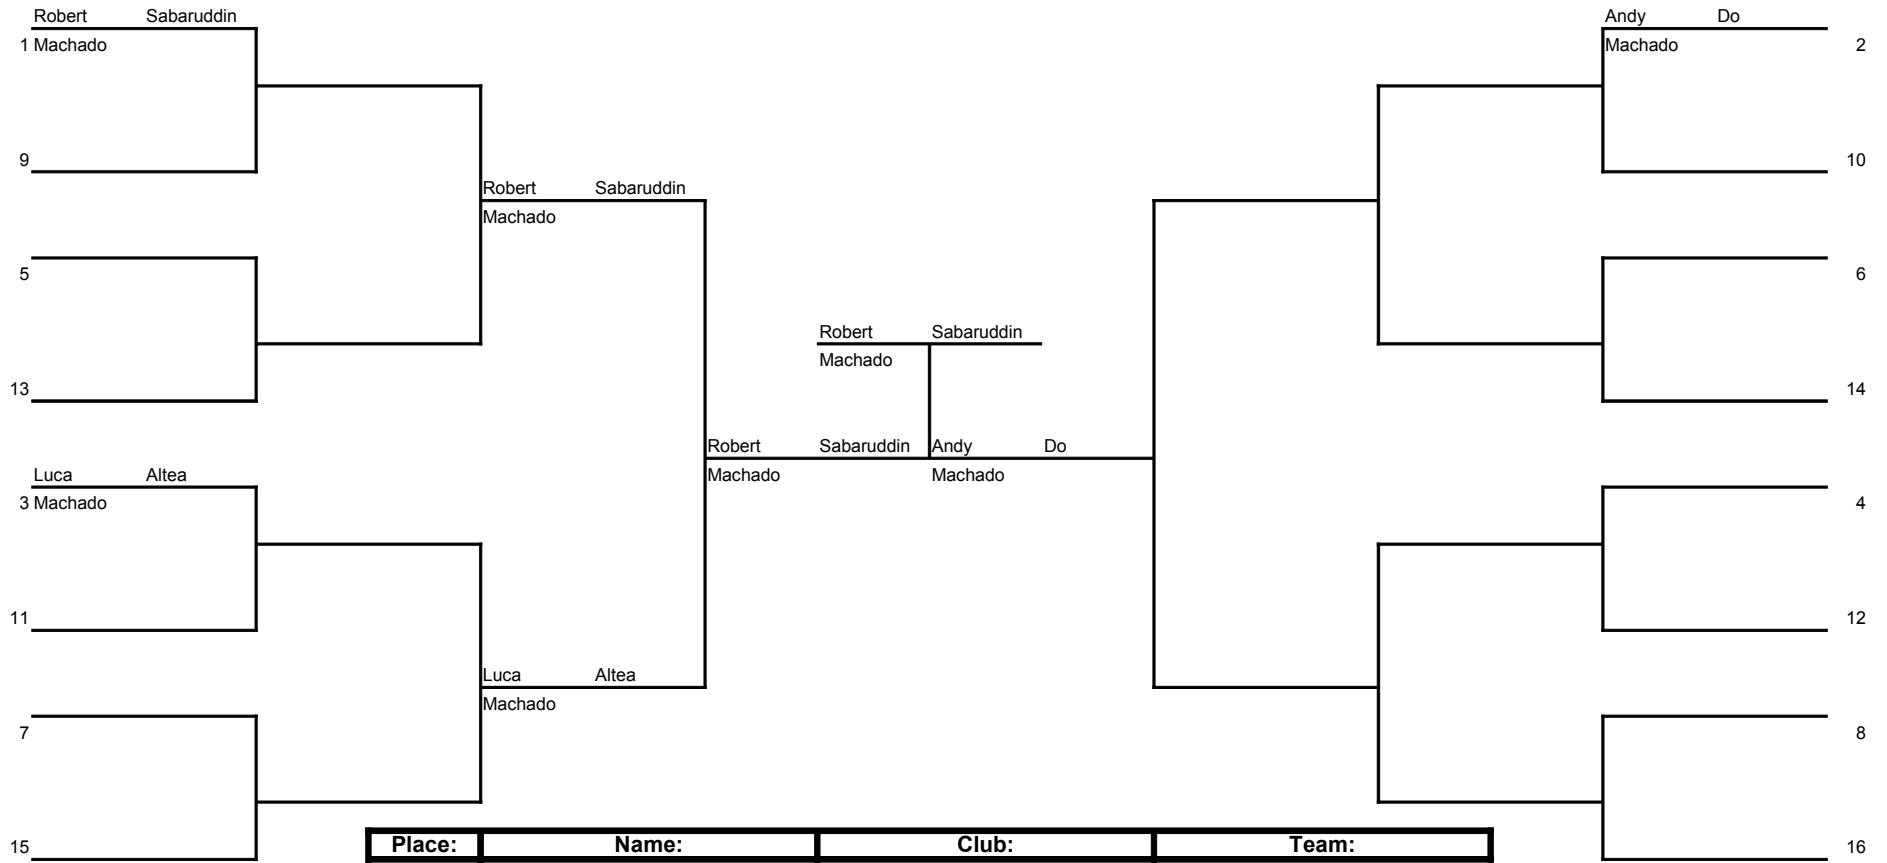 Robert Sabaruddin Andy Do
1 Machado Machado 2
9 10
Robert Sabaruddin
Machado
5 6
Robert Sabaruddin
Machado
13 14
Robert Sabaruddin Andy Do
Luca Altea Machado Machado
3 Machado 4
11 12
Luca Altea
Machado
7 8
15 Place: Name: Club: Team: 16